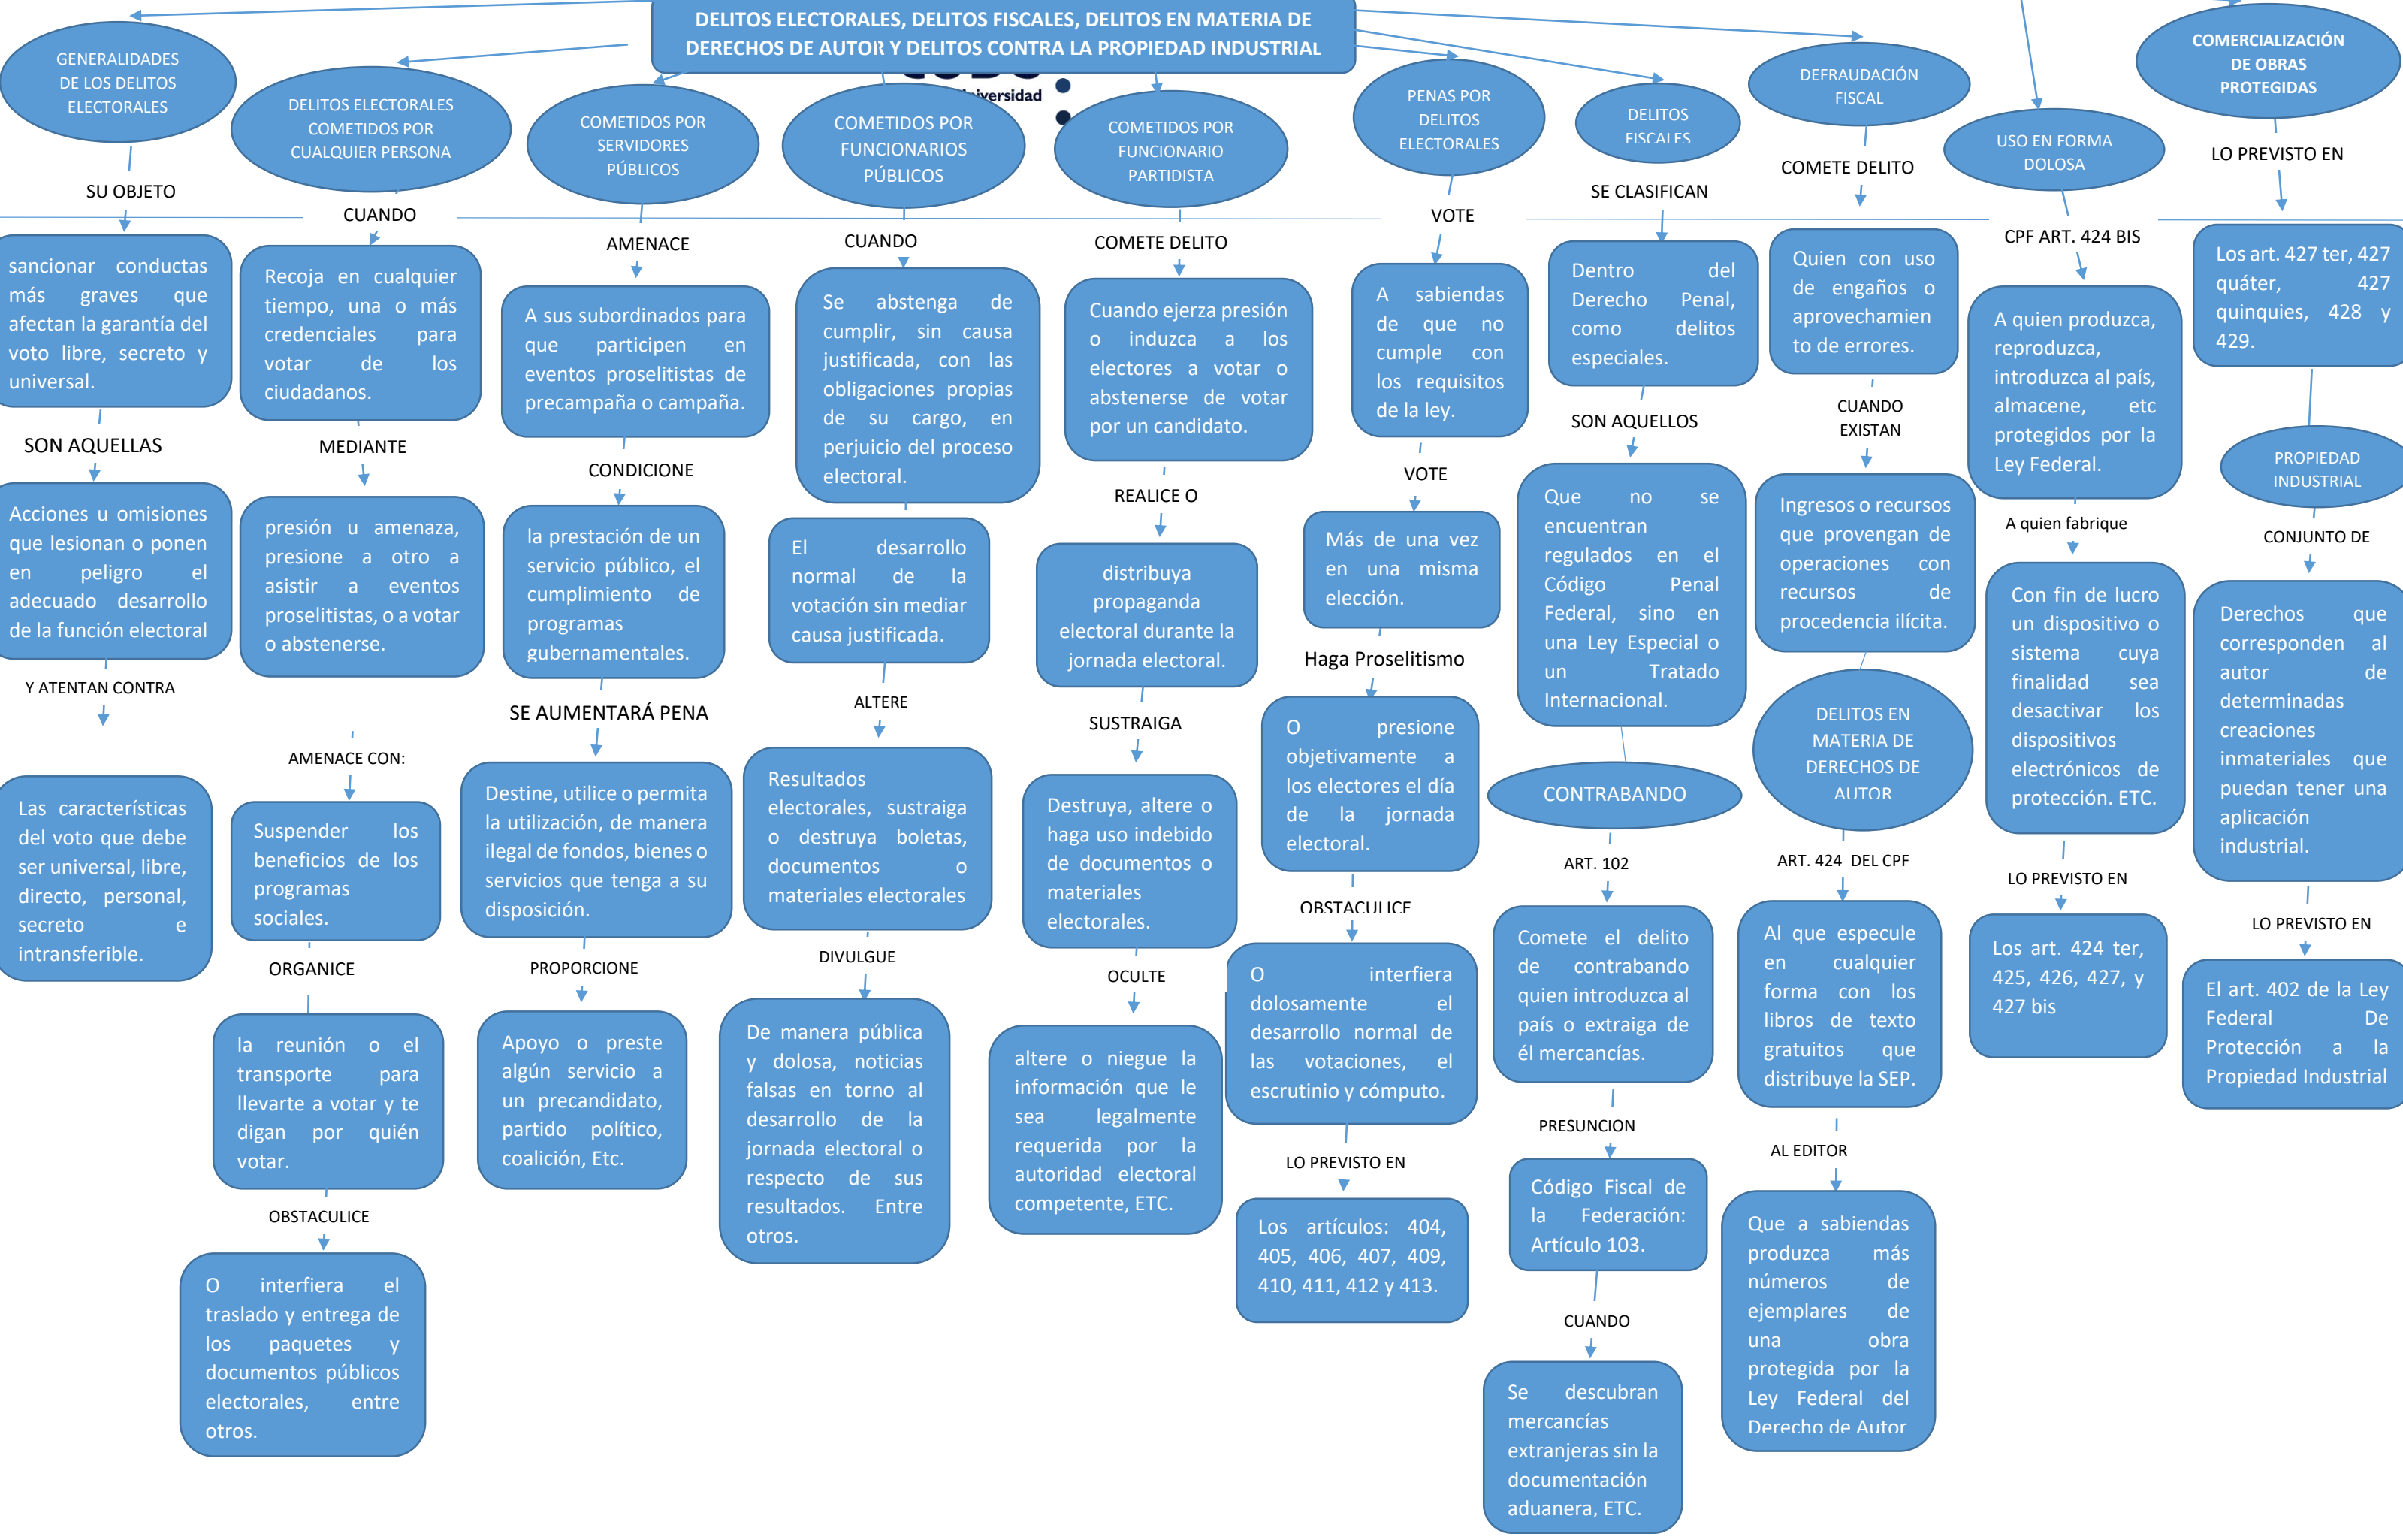 DELITOS ELECTORALES, DELITOS FISCALES, DELITOS EN MATERIA DE
DERECHOS DE AUTOR Y DELITOS CONTRA LA PROPIEDAD INDUSTRIAL
GENERALIDADES
DE LOS DELITOS
ELECTORALES
SU OBJETO
sancionar conductas
más graves que
afectan la garantía del
voto libre, secreto y
universal.
SON AQUELLAS
Acciones u omisiones
que lesionan o ponen
en peligro el
adecuado desarrollo
de la función electoral
Y ATENTAN CONTRA
Las características
del voto que debe
ser universal, libre,
directo, personal,
secreto e
intransferible.
DELITOS ELECTORALES
COMETIDOS POR
CUALQUIER PERSONA
CUANDO
Recoja en cualquier
tiempo, una o más
credenciales para
votar de los
ciudadanos.
MEDIANTE
presión u amenaza,
presione a otro a
asistir a eventos
proselitistas, o a votar
o abstenerse.
AMENACE CON:
Suspender los
beneficios de los
programas
sociales.
ORGANICE
la reunión o el
transporte para
llevarte a votar y te
digan por quién
votar.
OBSTACULICE
O interfiera el
traslado y entrega de
los paquetes y
documentos públicos
electorales, entre
otros.
COMETIDOS POR
SERVIDORES
PÚBLICOS
AMENACE
A sus subordinados para
que participen en
eventos proselitistas de
precampaña o campaña.
CONDICIONE
la prestación de un
servicio público, el
cumplimiento de
programas
gubernamentales.
SE AUMENTARÁ PENA
Destine, utilice o permita
la utilización, de manera
ilegal de fondos, bienes o
servicios que tenga a su
disposición.
PROPORCIONE
Apoyo o preste
algún servicio a
un precandidato,
partido político,
coalición, Etc.
COMETIDOS POR
FUNCIONARIOS
PÚBLICOS
CUANDO
Se abstenga de
cumplir, sin causa
justificada, con las
obligaciones propias
de su cargo, en
perjuicio del proceso
electoral.
El desarrollo
normal de la
votación sin mediar
causa justificada.
ALTERE
Resultados
electorales, sustraiga
o destruya boletas,
documentos o
materiales electorales
DIVULGUE
De manera pública
y dolosa, noticias
falsas en torno al
desarrollo de la
jornada electoral o
respecto de sus
resultados. Entre
otros.
COMETIDOS POR
FUNCIONARIO
PARTIDISTA
COMETE DELITO
Cuando ejerza presión
o induzca a los
electores a votar o
abstenerse de votar
por un candidato.
REALICE O
distribuya
propaganda
electoral durante la
jornada electoral.
SUSTRAIGA
Destruya, altere o
haga uso indebido
de documentos o
materiales
electorales.
OCULTE
altere o niegue la
información que le
sea legalmente
requerida por la
autoridad electoral
competente, ETC.
PENAS POR
DELITOS
ELECTORALES
VOTE
A sabiendas
de que no
cumple con
los requisitos
de la ley.
VOTE
Más de una vez
en una misma
elección.
Haga Proselitismo
O presione
objetivamente a
los electores el día
de la jornada
electoral.
OBSTACULICE
O interfiera
dolosamente el
desarrollo normal de
las votaciones, el
escrutinio y cómputo.
LO PREVISTO EN
Los artículos: 404,
405, 406, 407, 409,
410, 411, 412 y 413.
DELITOS
FISCALES
SE CLASIFICAN
Dentro del
Derecho Penal,
como delitos
especiales.
SON AQUELLOS
Que no se
encuentran
regulados en el
Código Penal
Federal, sino en
una Ley Especial o
un Tratado
Internacional.
CONTRABANDO
ART. 102
Comete el delito
de contrabando
quien introduzca al
país o extraiga de
él mercancías.
PRESUNCION
Código Fiscal de
la Federación:
Artículo 103.
CUANDO
Se descubran
mercancías
extranjeras sin la
documentación
aduanera, ETC.
DEFRAUDACIÓN
FISCAL
COMETE DELITO
Quien con uso
de engaños o
aprovechamien
to de errores.
CUANDO
EXISTAN
Ingresos o recursos
que provengan de
operaciones con
recursos de
procedencia ilícita.
DELITOS EN
MATERIA DE
DERECHOS DE
AUTOR
ART. 424 DEL CPF
Al que especule
en cualquier
forma con los
libros de texto
gratuitos que
distribuye la SEP.
AL EDITOR
Que a sabiendas
produzca más
números de
ejemplares de
una obra
protegida por la
Ley Federal del
Derecho de Autor
USO EN FORMA
DOLOSA
CPF ART. 424 BIS
A quien produzca,
reproduzca,
introduzca al país,
almacene, etc
protegidos por la
Ley Federal.
A quien fabrique
Con fin de lucro
un dispositivo o
sistema cuya
finalidad sea
desactivar los
dispositivos
electrónicos de
protección. ETC.
LO PREVISTO EN
Los art. 424 ter,
425, 426, 427, y
427 bis
COMERCIALIZACIÓN
DE OBRAS
PROTEGIDAS
LO PREVISTO EN
Los art. 427 ter, 427
quáter, 427
quinquies, 428 y
429.
PROPIEDAD
INDUSTRIAL
CONJUNTO DE
Derechos que
corresponden al
autor de
determinadas
creaciones
inmateriales que
puedan tener una
aplicación
industrial.
LO PREVISTO EN
El art. 402 de la Ley
Federal De
Protección a la
Propiedad Industrial